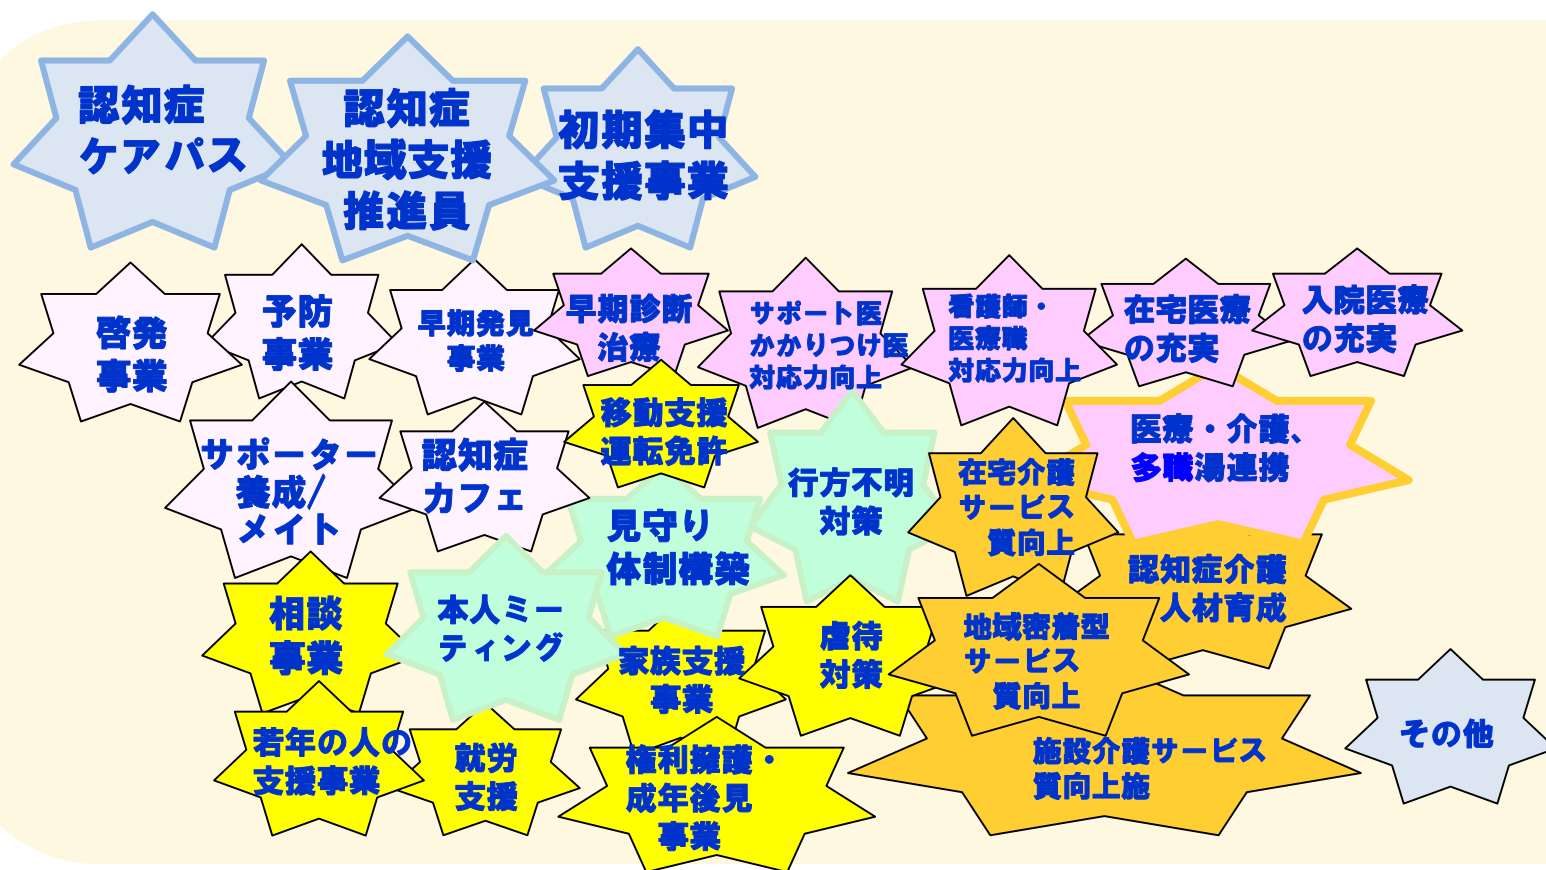 認知症
ケアパス
認知症
地域支援
推進員
初期集中
支援事業
啓発
事業
予防
事業
早期発見
事業
早期診断
治療
サポート医
かかりつけ医
対応力向上
看護師・
医療職
対応力向上
在宅医療
の充実
入院医療
の充実
サポーター
養成/
メイト
認知症
カフェ
移動支援
運転免許
行方不明
対策
在宅介護
サービス
質向上
医療・介護、
多職湯連携
見守り
体制構築
認知症介護
人材育成
相談
事業
本人ミー
ティング
家族支援
事業
虐待
対策
地域密着型
サービス
質向上
若年の人の
支援事業
就労
支援
権利擁護・
成年後見
事業
施設介護サービス
質向上施
その他